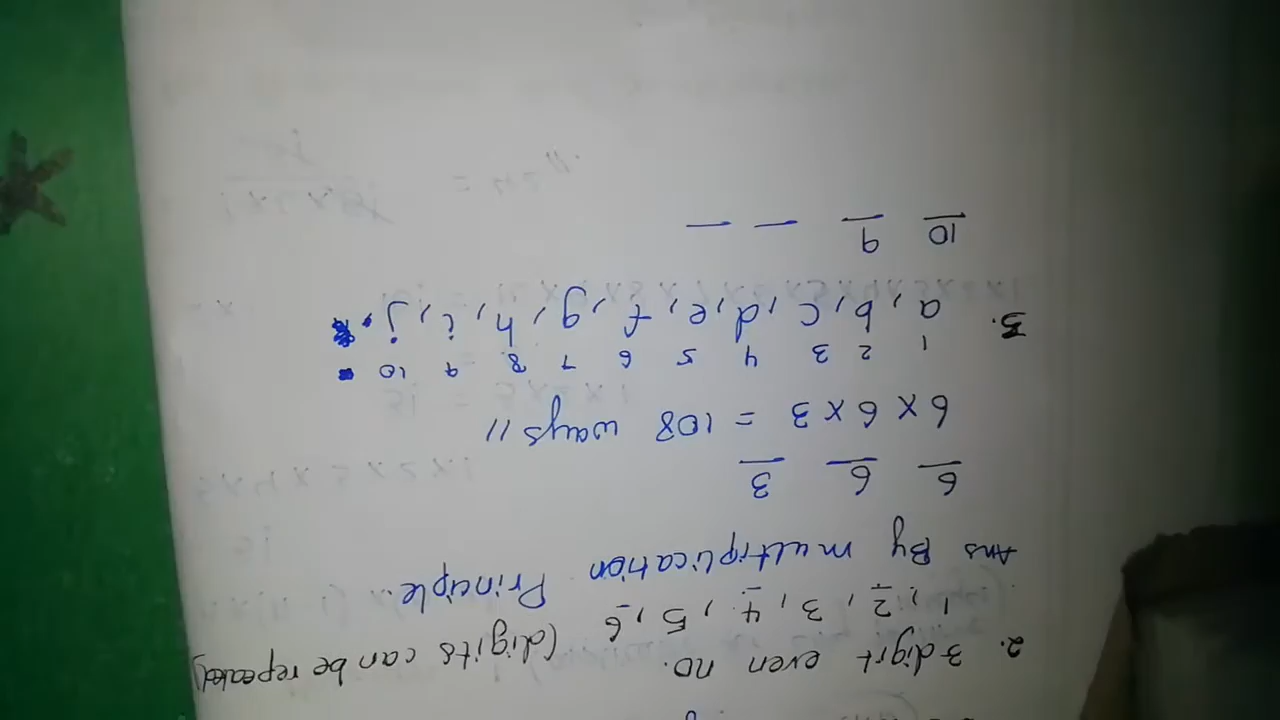 2. 3-digit even no. (digits can be repeated)
1, 2, 3, 4, 5, 6
Ans By multiplication Principle.
6 6 3
6 x 6 x 3 = 108 ways //
1 2 3 4 5 6 7 8 9 10
3. a, b, c, d, e, f, g, h, i, j,
10 9